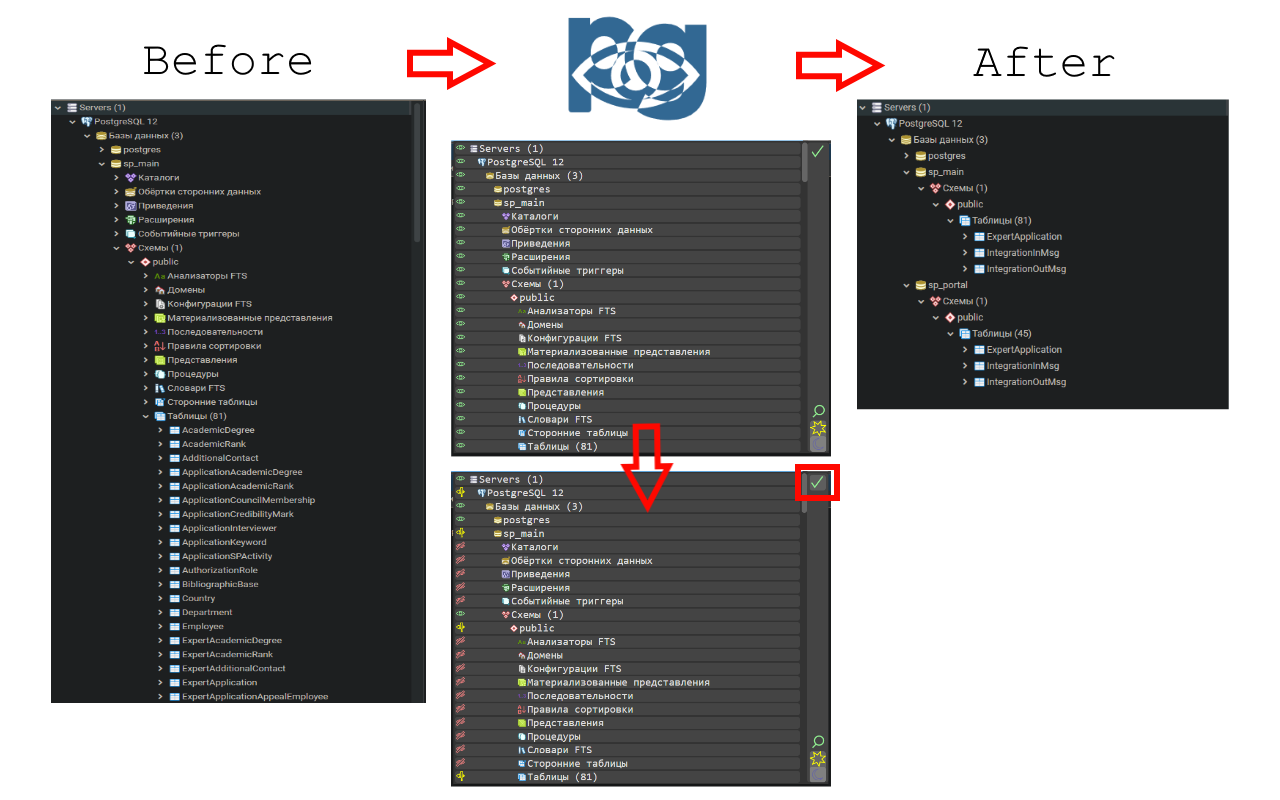 Before
pg
After
Servers (1)
PostgreSQL 12
Базы данных (3)
postgres
sp_main
Каталоги
Обёртки сторонних данных
Приведения
Расширения
Событийные триггеры
Схемы (1)
public
Анализаторы FTS
Домены
Конфигурации FTS
Материализованные представления
Последовательности
Правила сортировки
Представления
Процедуры
Словари FTS
Сторонние таблицы
Таблицы (81)
AcademicDegree
AcademicRank
AdditionalContact
ApplicationAcademicDegree
ApplicationAcademicRank
ApplicationCouncilMembership
ApplicationCredibilityMark
ApplicationInterviewer
ApplicationKeyword
ApplicationSPActivity
AuthorizationRole
BibliographicBase
Country
Department
Employee
ExpertAcademicDegree
ExpertAcademicRank
ExpertAdditionalContact
ExpertApplication
ExpertApplicationAppealEmployee
Servers (1)
PostgreSQL 12
Базы данных (3)
postgres
sp_main
Каталоги
Обёртки сторонних данных
Приведения
Расширения
Событийные триггеры
Схемы (1)
public
Анализаторы FTS
Домены
Конфигурации FTS
Материализованные представления
Последовательности
Правила сортировки
Представления
Процедуры
Словари FTS
Сторонние таблицы
Таблицы (81)
Servers (1)
PostgreSQL 12
Базы данных (3)
postgres
sp_main
Каталоги
Обёртки сторонних данных
Приведения
Расширения
Событийные триггеры
Схемы (1)
public
Анализаторы FTS
Домены
Конфигурации FTS
Материализованные представления
Последовательности
Правила сортировки
Представления
Процедуры
Словари FTS
Сторонние таблицы
Таблицы (81)
Servers (1)
PostgreSQL 12
Базы данных (3)
postgres
sp_main
Схемы (1)
public
Таблицы (81)
ExpertApplication
IntegrationInMsg
IntegrationOutMsg
sp_portal
Схемы (1)
public
Таблицы (45)
ExpertApplication
IntegrationInMsg
IntegrationOutMsg